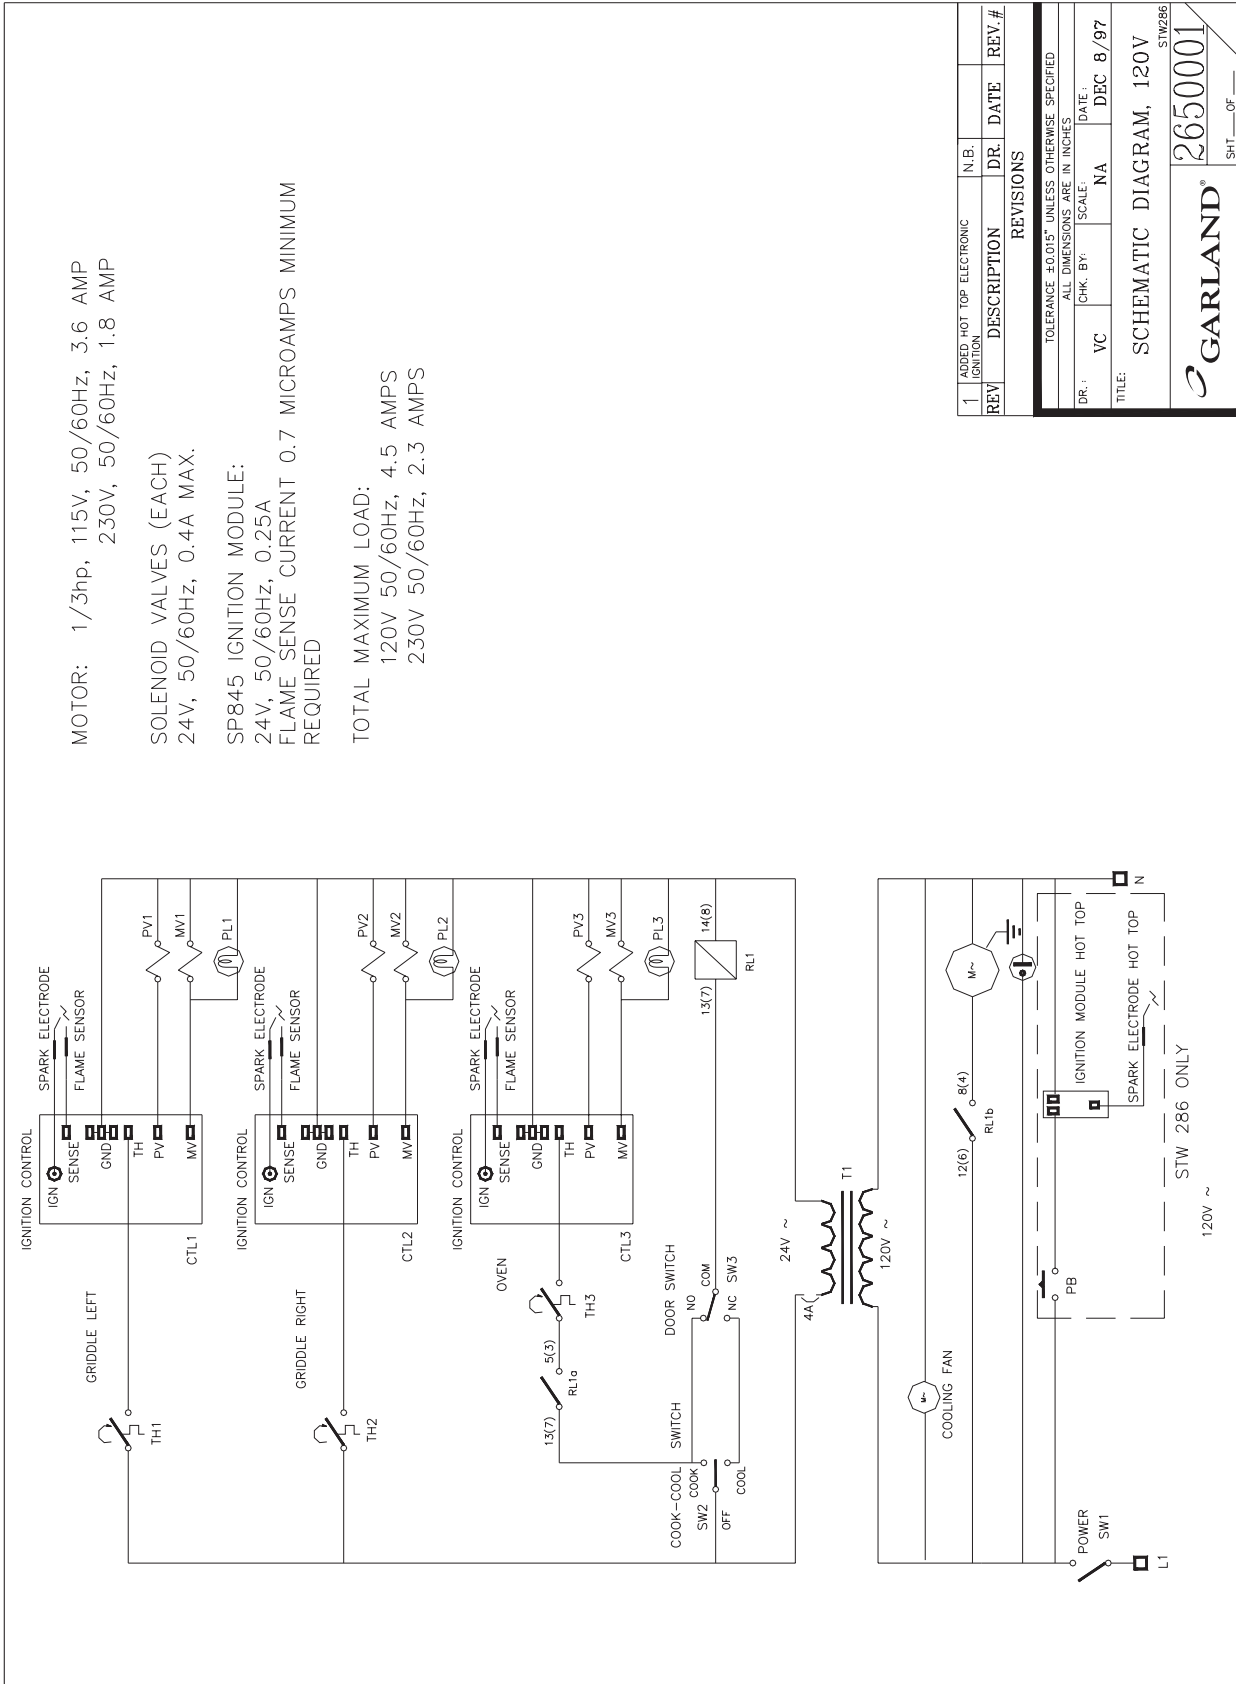 MOTOR: 1/3hp, 115V, 50/60Hz, 3.6 AMP
230V, 50/60Hz, 1.8 AMP
SOLENOID VALVES (EACH)
24V, 50/60Hz, 0.4A MAX.
SP845 IGNITION MODULE:
24V, 50/60Hz, 0.25A
FLAME SENSE CURRENT 0.7 MICROAMPS MINIMUM
REQUIRED
TOTAL MAXIMUM LOAD:
120V 50/60Hz, 4.5 AMPS
230V 50/60Hz, 2.3 AMPS
IGNITION CONTROL
SPARK ELECTRODE
FLAME SENSOR
IGN
SENSE
GND
TH
PV
MV
PV1
MV1
PL1
CTL1
GRIDDLE LEFT
TH1
IGNITION CONTROL
SPARK ELECTRODE
FLAME SENSOR
IGN
SENSE
GND
TH
PV
MV
PV2
MV2
PL2
CTL2
GRIDDLE RIGHT
TH2
IGNITION CONTROL
SPARK ELECTRODE
FLAME SENSOR
IGN
SENSE
GND
TH
PV
MV
PV3
MV3
PL3
CTL3
OVEN
TH3
5(3)
RL1a
13(7)
COOK-COOL SWITCH
COOK
SW2
OFF
COOL
DOOR SWITCH
NO
COM
NC
SW3
13(7)
14(8)
RL1
24V ~
4A
T1
120V ~
COOLING FAN
M~
12(6)
RL1b
8(4)
M~
IGNITION MODULE HOT TOP
SPARK ELECTRODE HOT TOP
PB
STW 286 ONLY
POWER
SW1
L1
N
120V ~
1 ADDED HOT TOP ELECTRONIC IGNITION N.B.
REV DESCRIPTION DR. DATE REV.#
REVISIONS
TOLERANCE ±0.015" UNLESS OTHERWISE SPECIFIED
ALL DIMENSIONS ARE IN INCHES
DR.: VC
CHK. BY:
SCALE: NA
DATE: DEC 8/97
TITLE:
SCHEMATIC DIAGRAM, 120V
STW286
GARLAND®
2650001
SHT___OF___